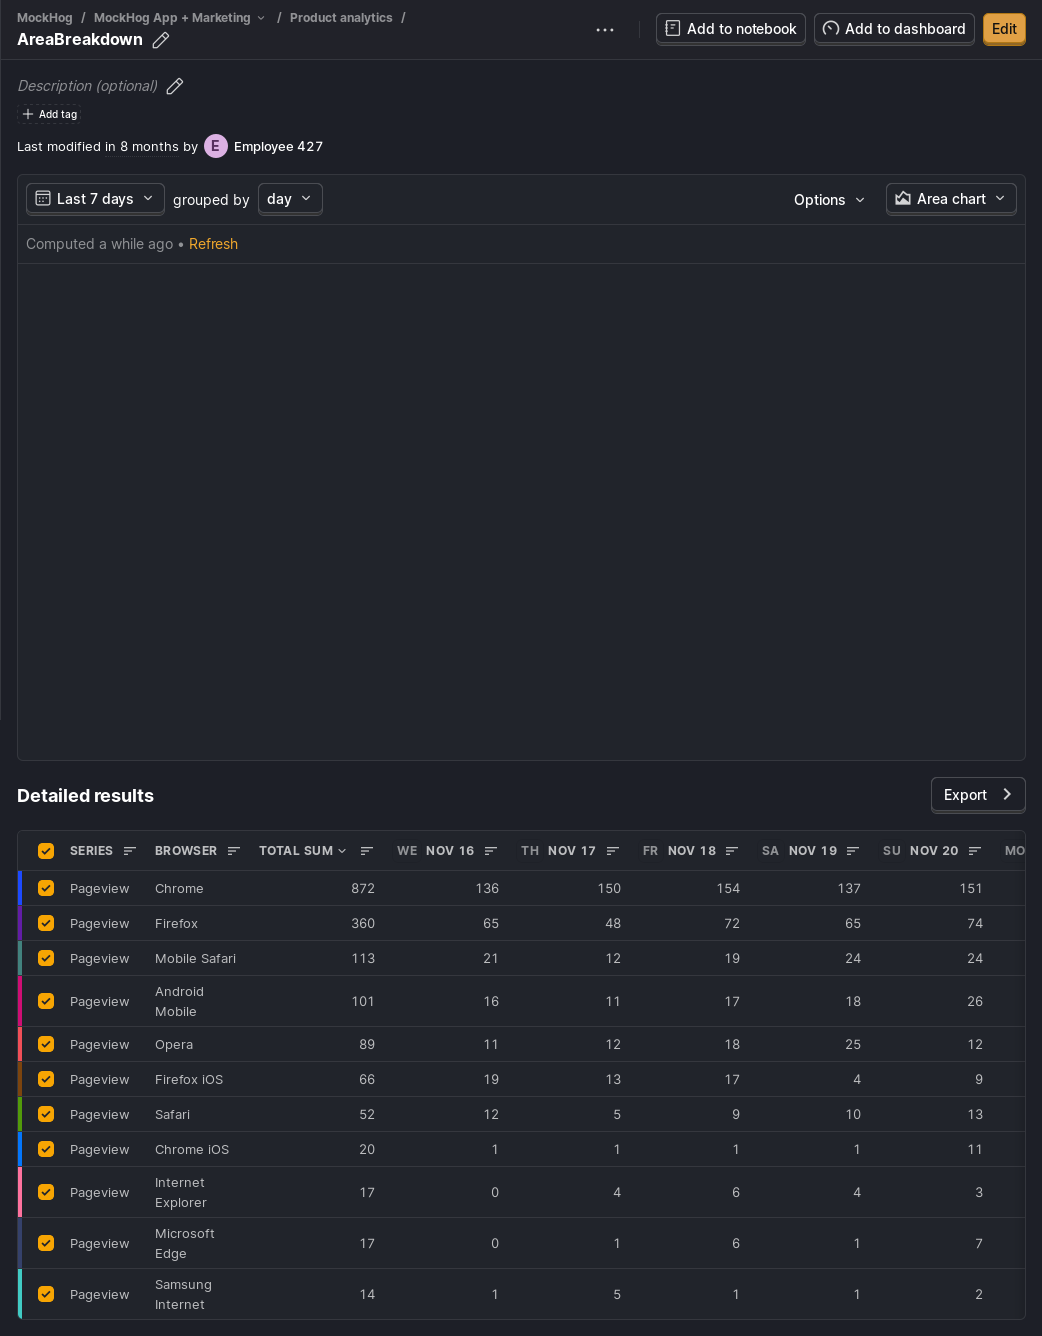 MockHog / MockHog App + Marketing / Product analytics /
AreaBreakdown
Add to notebook
Add to dashboard
Edit
Description (optional)
Add tag
Last modified in 8 months by E Employee 427
Last 7 days grouped by day Options Area chart
Computed a while ago • Refresh
Detailed results
Export
SERIES BROWSER TOTAL SUM WE NOV 16 TH NOV 17 FR NOV 18 SA NOV 19 SU NOV 20 MO
Pageview Chrome 872 136 150 154 137 151
Pageview Firefox 360 65 48 72 65 74
Pageview Mobile Safari 113 21 12 19 24 24
Pageview Android Mobile 101 16 11 17 18 26
Pageview Opera 89 11 12 18 25 12
Pageview Firefox iOS 66 19 13 17 4 9
Pageview Safari 52 12 5 9 10 13
Pageview Chrome iOS 20 1 1 1 1 11
Pageview Internet Explorer 17 0 4 6 4 3
Pageview Microsoft Edge 17 0 1 6 1 7
Pageview Samsung Internet 14 1 5 1 1 2